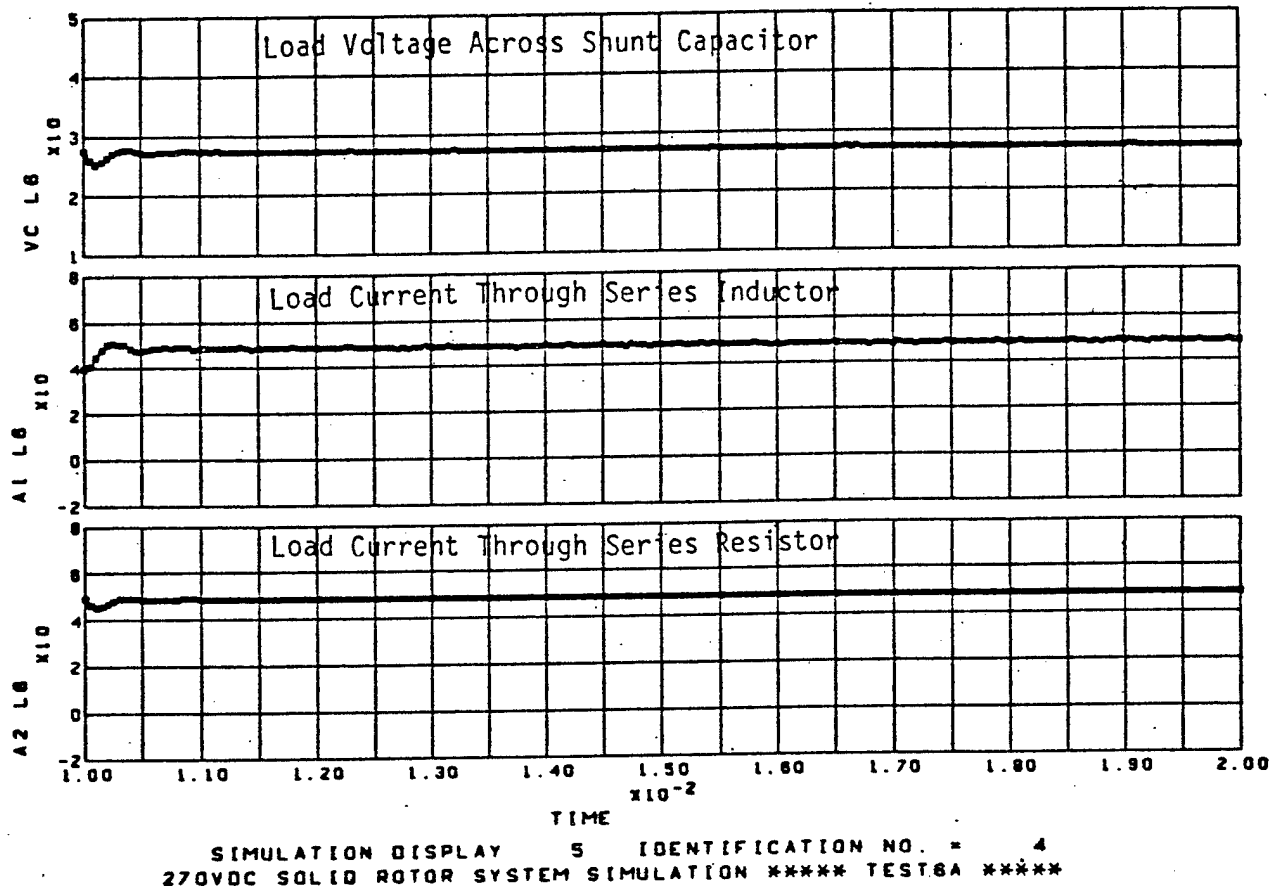 Load Voltage Across Shunt Capacitor
5
4
3
2
1
VC L6 X10
Load Current Through Series Inductor
8
6
4
2
0
-2
A1 L6 X10
Load Current Through Series Resistor
8
6
4
2
0
-2
A2 L6 X10
1.00 1.10 1.20 1.30 1.40 1.50 1.60 1.70 1.80 1.90 2.00
X10-2
TIME
SIMULATION DISPLAY 5 IDENTIFICATION NO. = 4
270VDC SOLID ROTOR SYSTEM SIMULATION ***** TEST6A *****